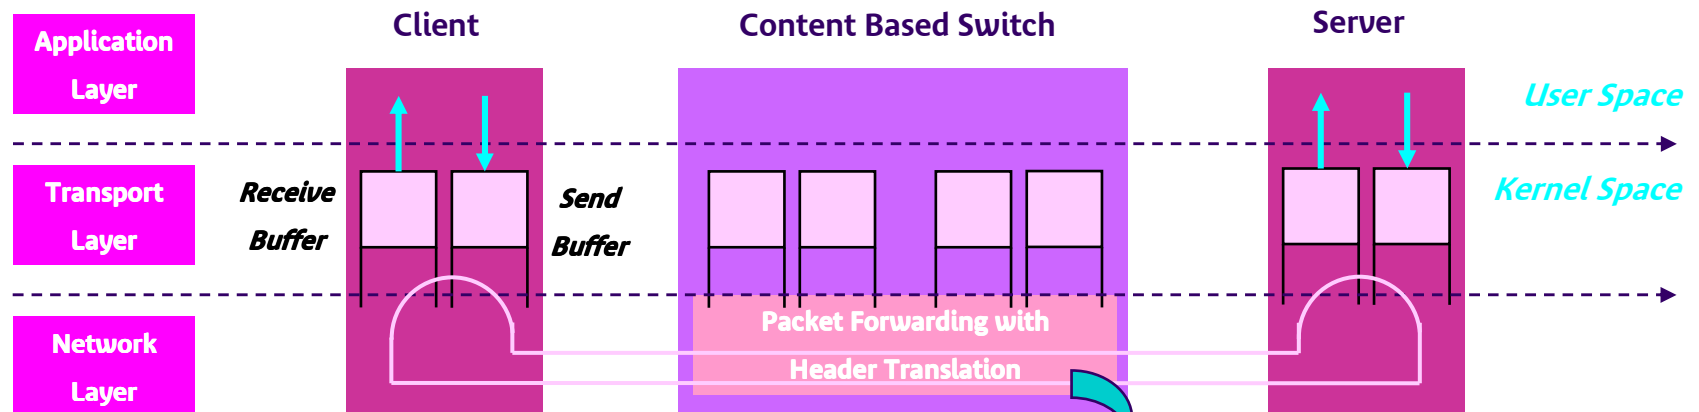 Client
Content Based Switch
Server
Application
Layer
User Space
Transport
Layer
Receive
Buffer
Send
Buffer
Kernel Space
Packet Forwarding with
Header Translation
Network
Layer